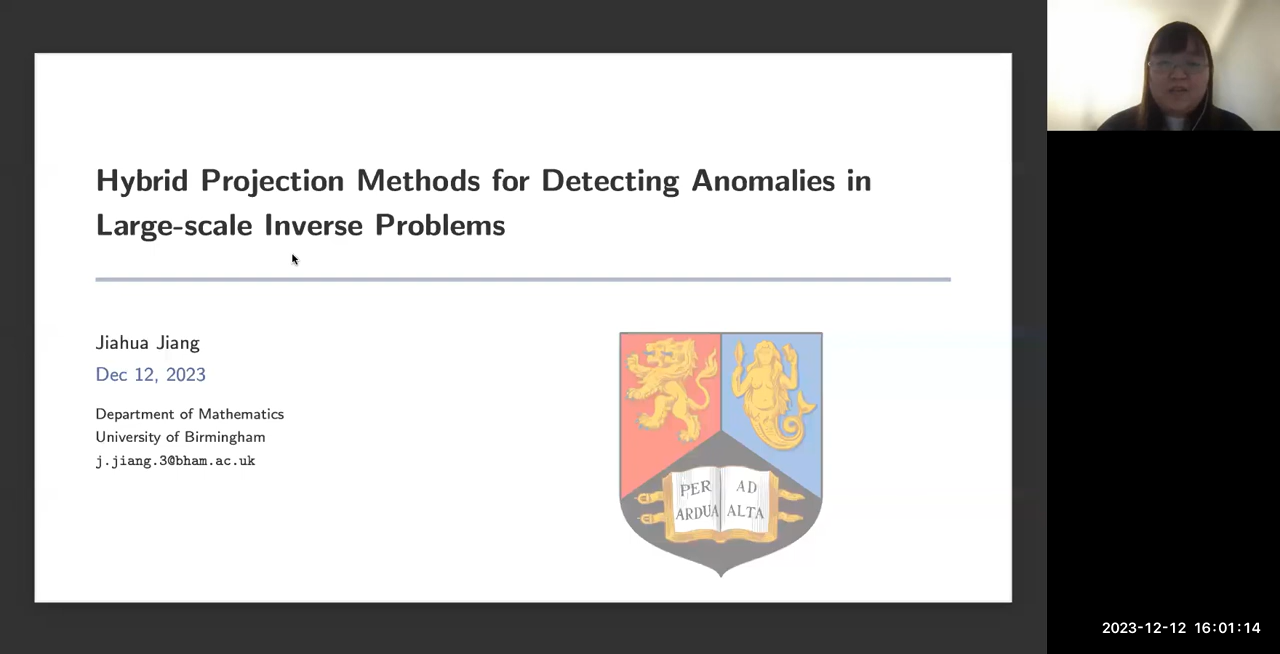 Hybrid Projection Methods for Detecting Anomalies in
Large-scale Inverse Problems
Jiahua Jiang
Dec 12, 2023
Department of Mathematics
University of Birmingham
j.jiang.3@bham.ac.uk
PER AD
ARDUA ALTA
2023-12-12 16:01:14